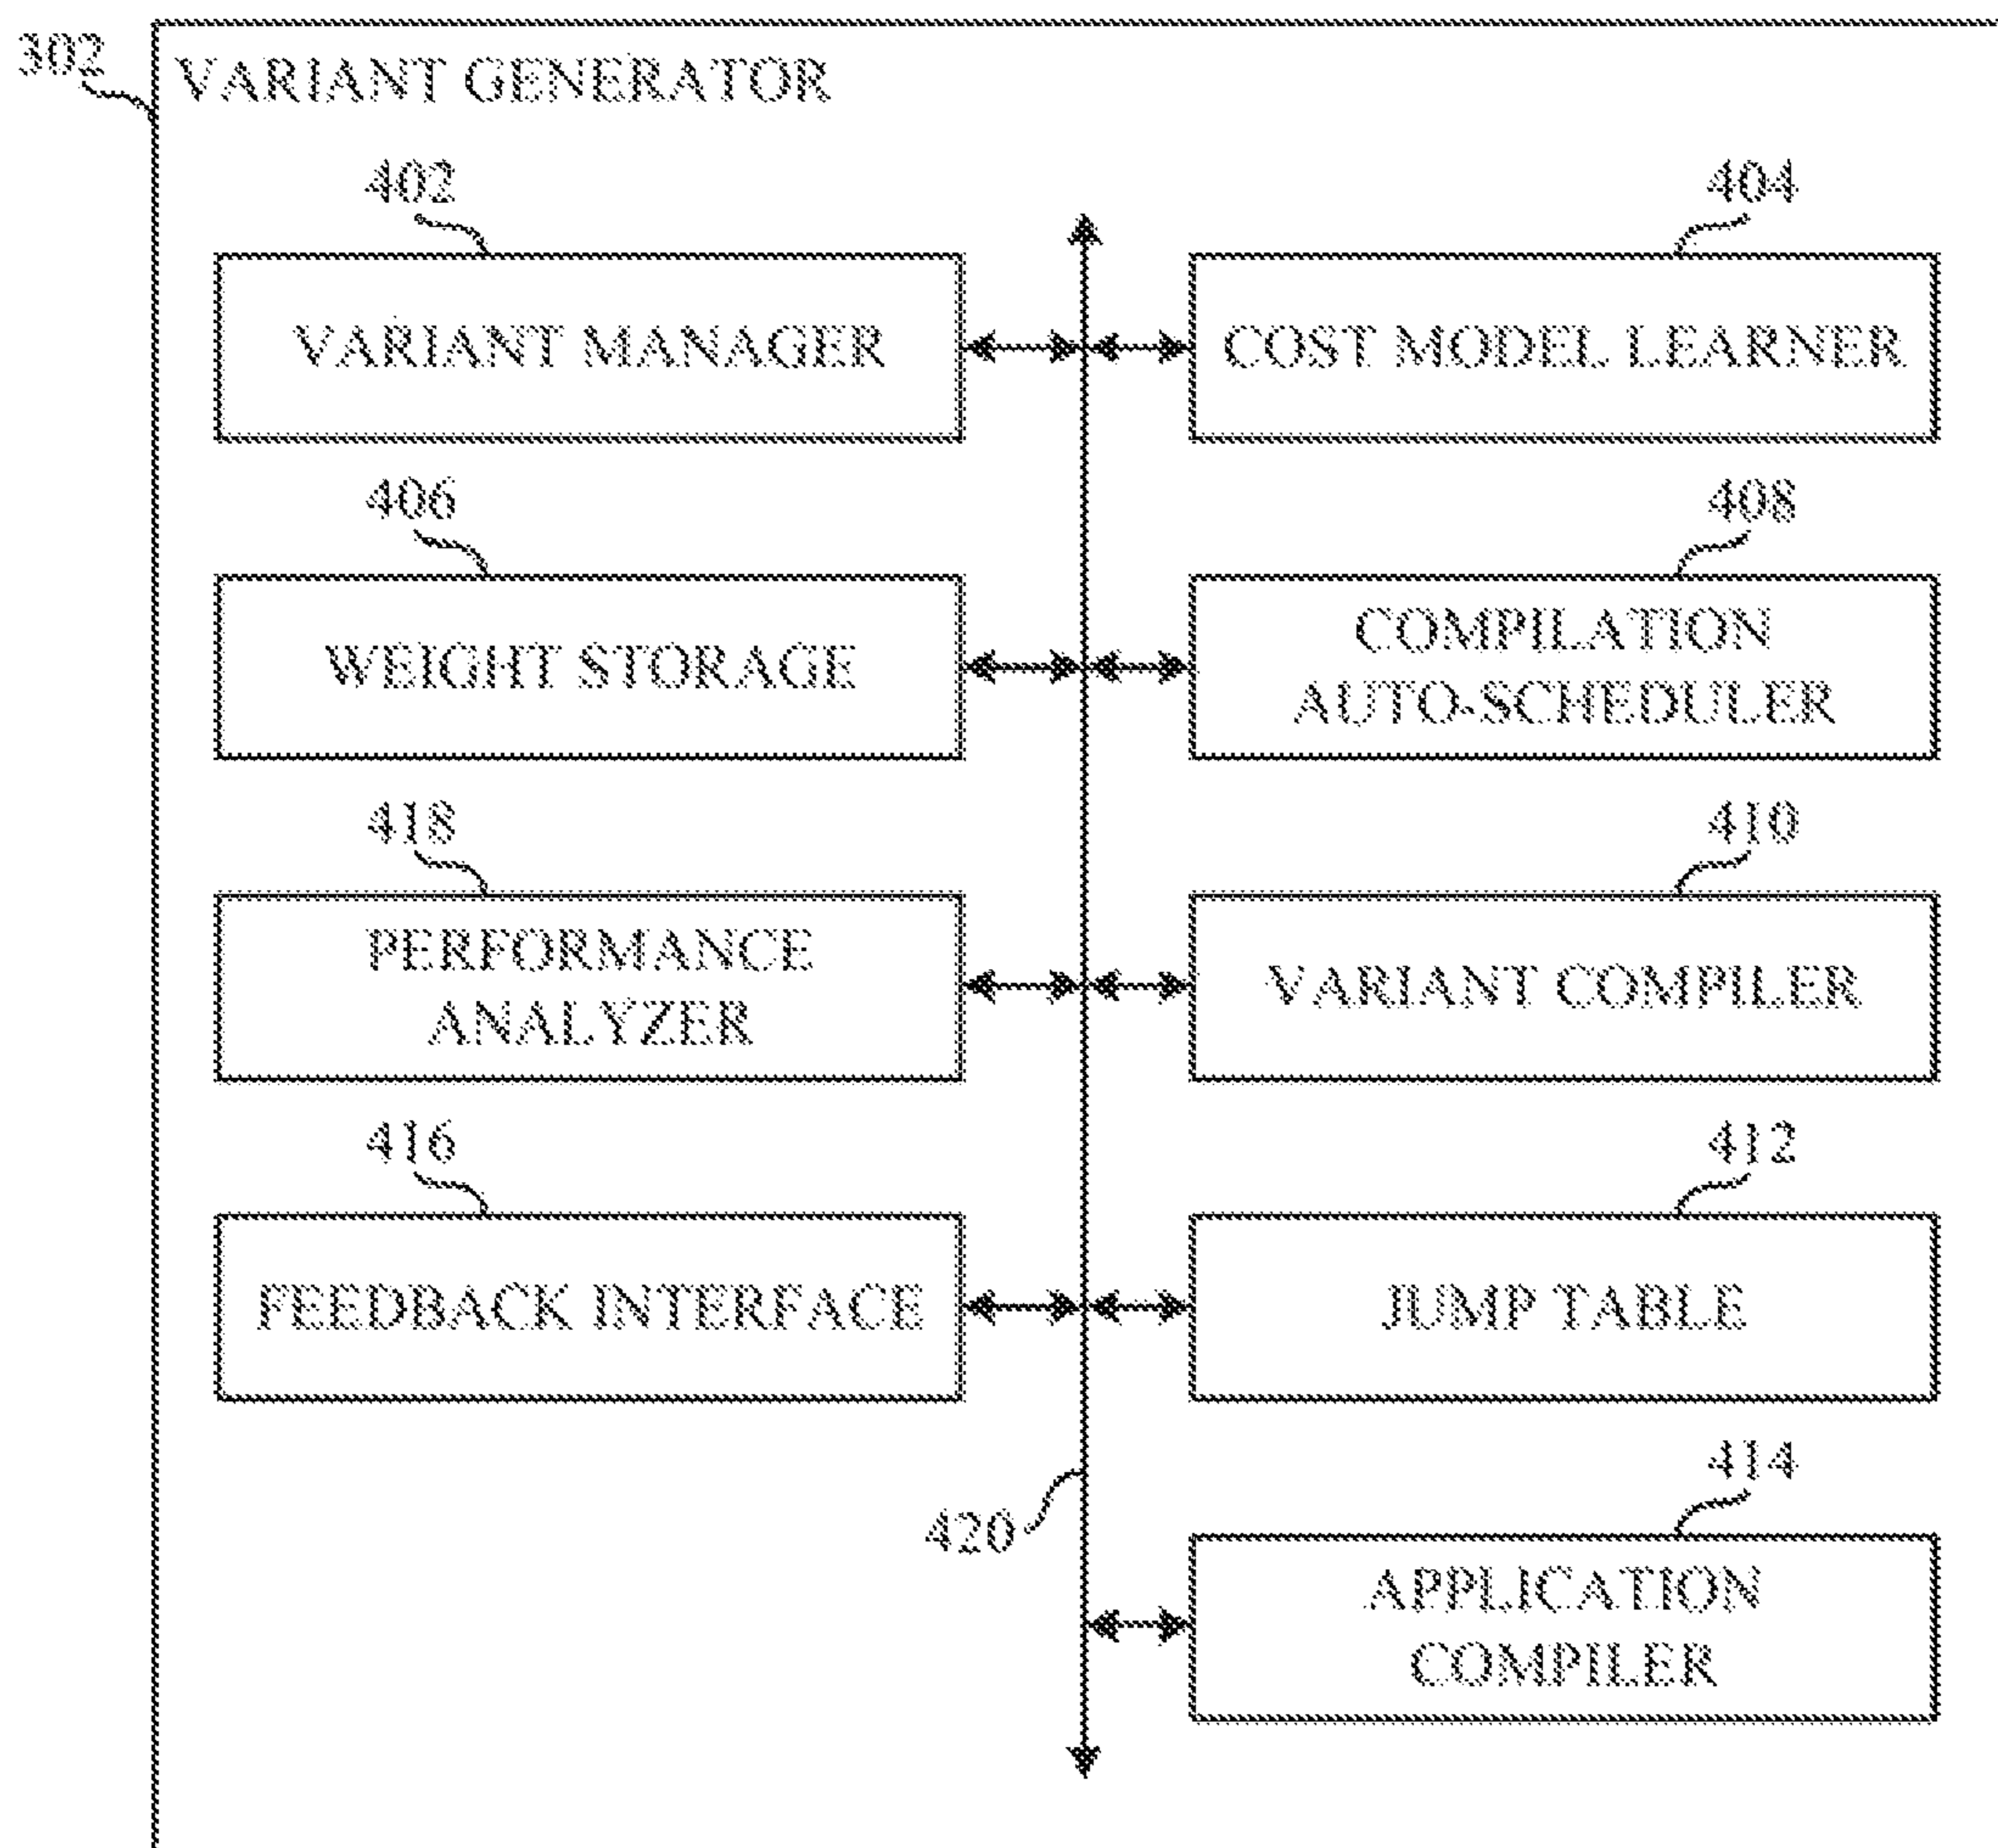 302
VARIANT GENERATOR
402
404
VARIANT MANAGER
COST MODEL LEARNER
406
408
WEIGHT STORAGE
COMPILATION
AUTO-SCHEDULER
418
410
PERFORMANCE
ANALYZER
VARIANT COMPILER
416
412
FEEDBACK INTERFACE
JUMP TABLE
414
420
APPLICATION
COMPILER